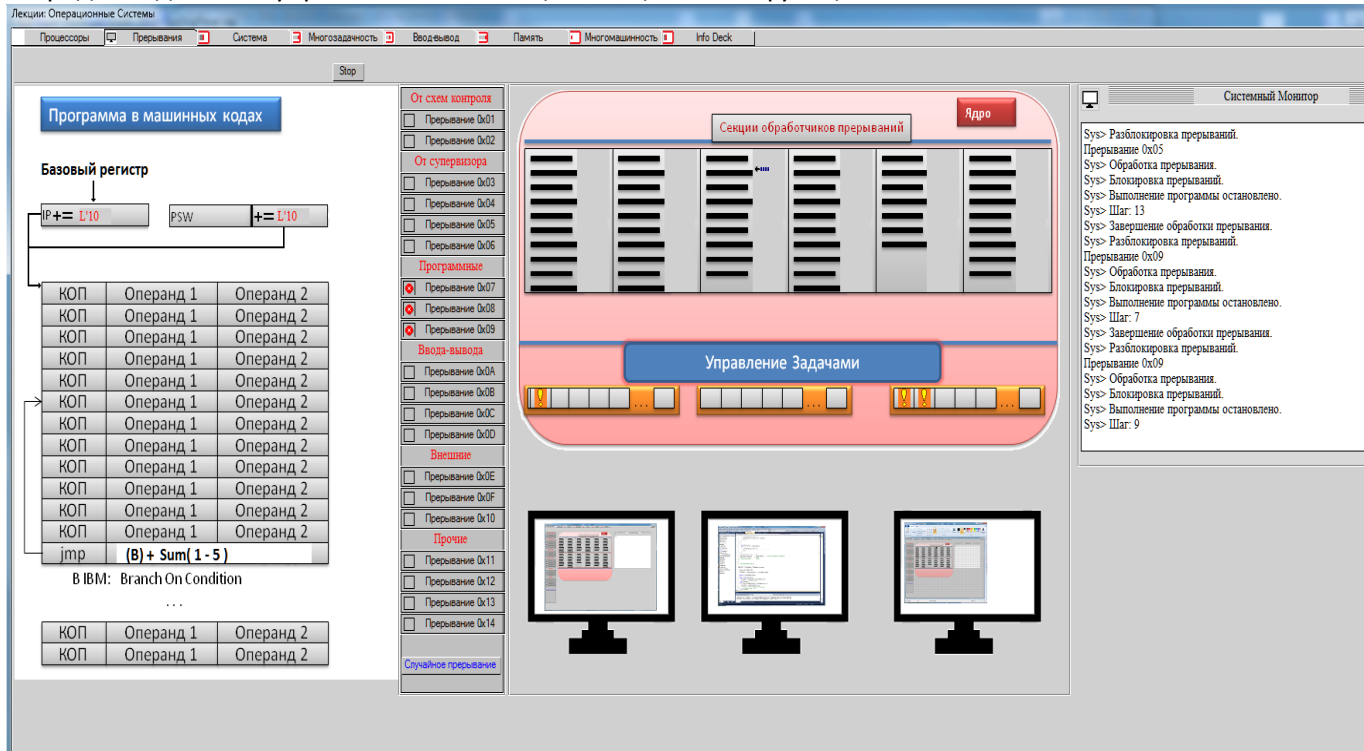 Лекции: Операционные Системы
Процессоры Прерывания Система Многозадачность Ввод-вывод Память Многомашинность Info Deck
Stop
Программа в машинных кодах
Базовый регистр
IP += L'10 PSW += L'10
КОП Операнд 1 Операнд 2
КОП Операнд 1 Операнд 2
КОП Операнд 1 Операнд 2
КОП Операнд 1 Операнд 2
КОП Операнд 1 Операнд 2
КОП Операнд 1 Операнд 2
КОП Операнд 1 Операнд 2
КОП Операнд 1 Операнд 2
КОП Операнд 1 Операнд 2
КОП Операнд 1 Операнд 2
КОП Операнд 1 Операнд 2
КОП Операнд 1 Операнд 2
jmp (B) + Sum( 1 - 5 )
В IBM: Branch On Condition
...
КОП Операнд 1 Операнд 2
КОП Операнд 1 Операнд 2
От схем контроля
Прерывание 0x01
Прерывание 0x02
От супервизора
Прерывание 0x03
Прерывание 0x04
Прерывание 0x05
Прерывание 0x06
Программные
Прерывание 0x07
Прерывание 0x08
Прерывание 0x09
Ввода-вывода
Прерывание 0x0A
Прерывание 0x0B
Прерывание 0x0C
Прерывание 0x0D
Внешние
Прерывание 0x0E
Прерывание 0x0F
Прерывание 0x10
Прочие
Прерывание 0x11
Прерывание 0x12
Прерывание 0x13
Прерывание 0x14
Случайное прерывание
Ядро
Секции обработчиков прерываний
Управление Задачами
... ... ...
Системный Монитор
Sys> Разблокировка прерываний.
Прерывание 0x05
Sys> Обработка прерывания.
Sys> Блокировка прерываний.
Sys> Выполнение программы остановлено.
Sys> Шаг: 13
Sys> Завершение обработки прерывания.
Sys> Разблокировка прерываний.
Прерывание 0x09
Sys> Обработка прерывания.
Sys> Блокировка прерываний.
Sys> Выполнение программы остановлено.
Sys> Шаг: 7
Sys> Завершение обработки прерывания.
Sys> Разблокировка прерываний.
Прерывание 0x09
Sys> Обработка прерывания.
Sys> Блокировка прерываний.
Sys> Выполнение программы остановлено.
Sys> Шаг: 9